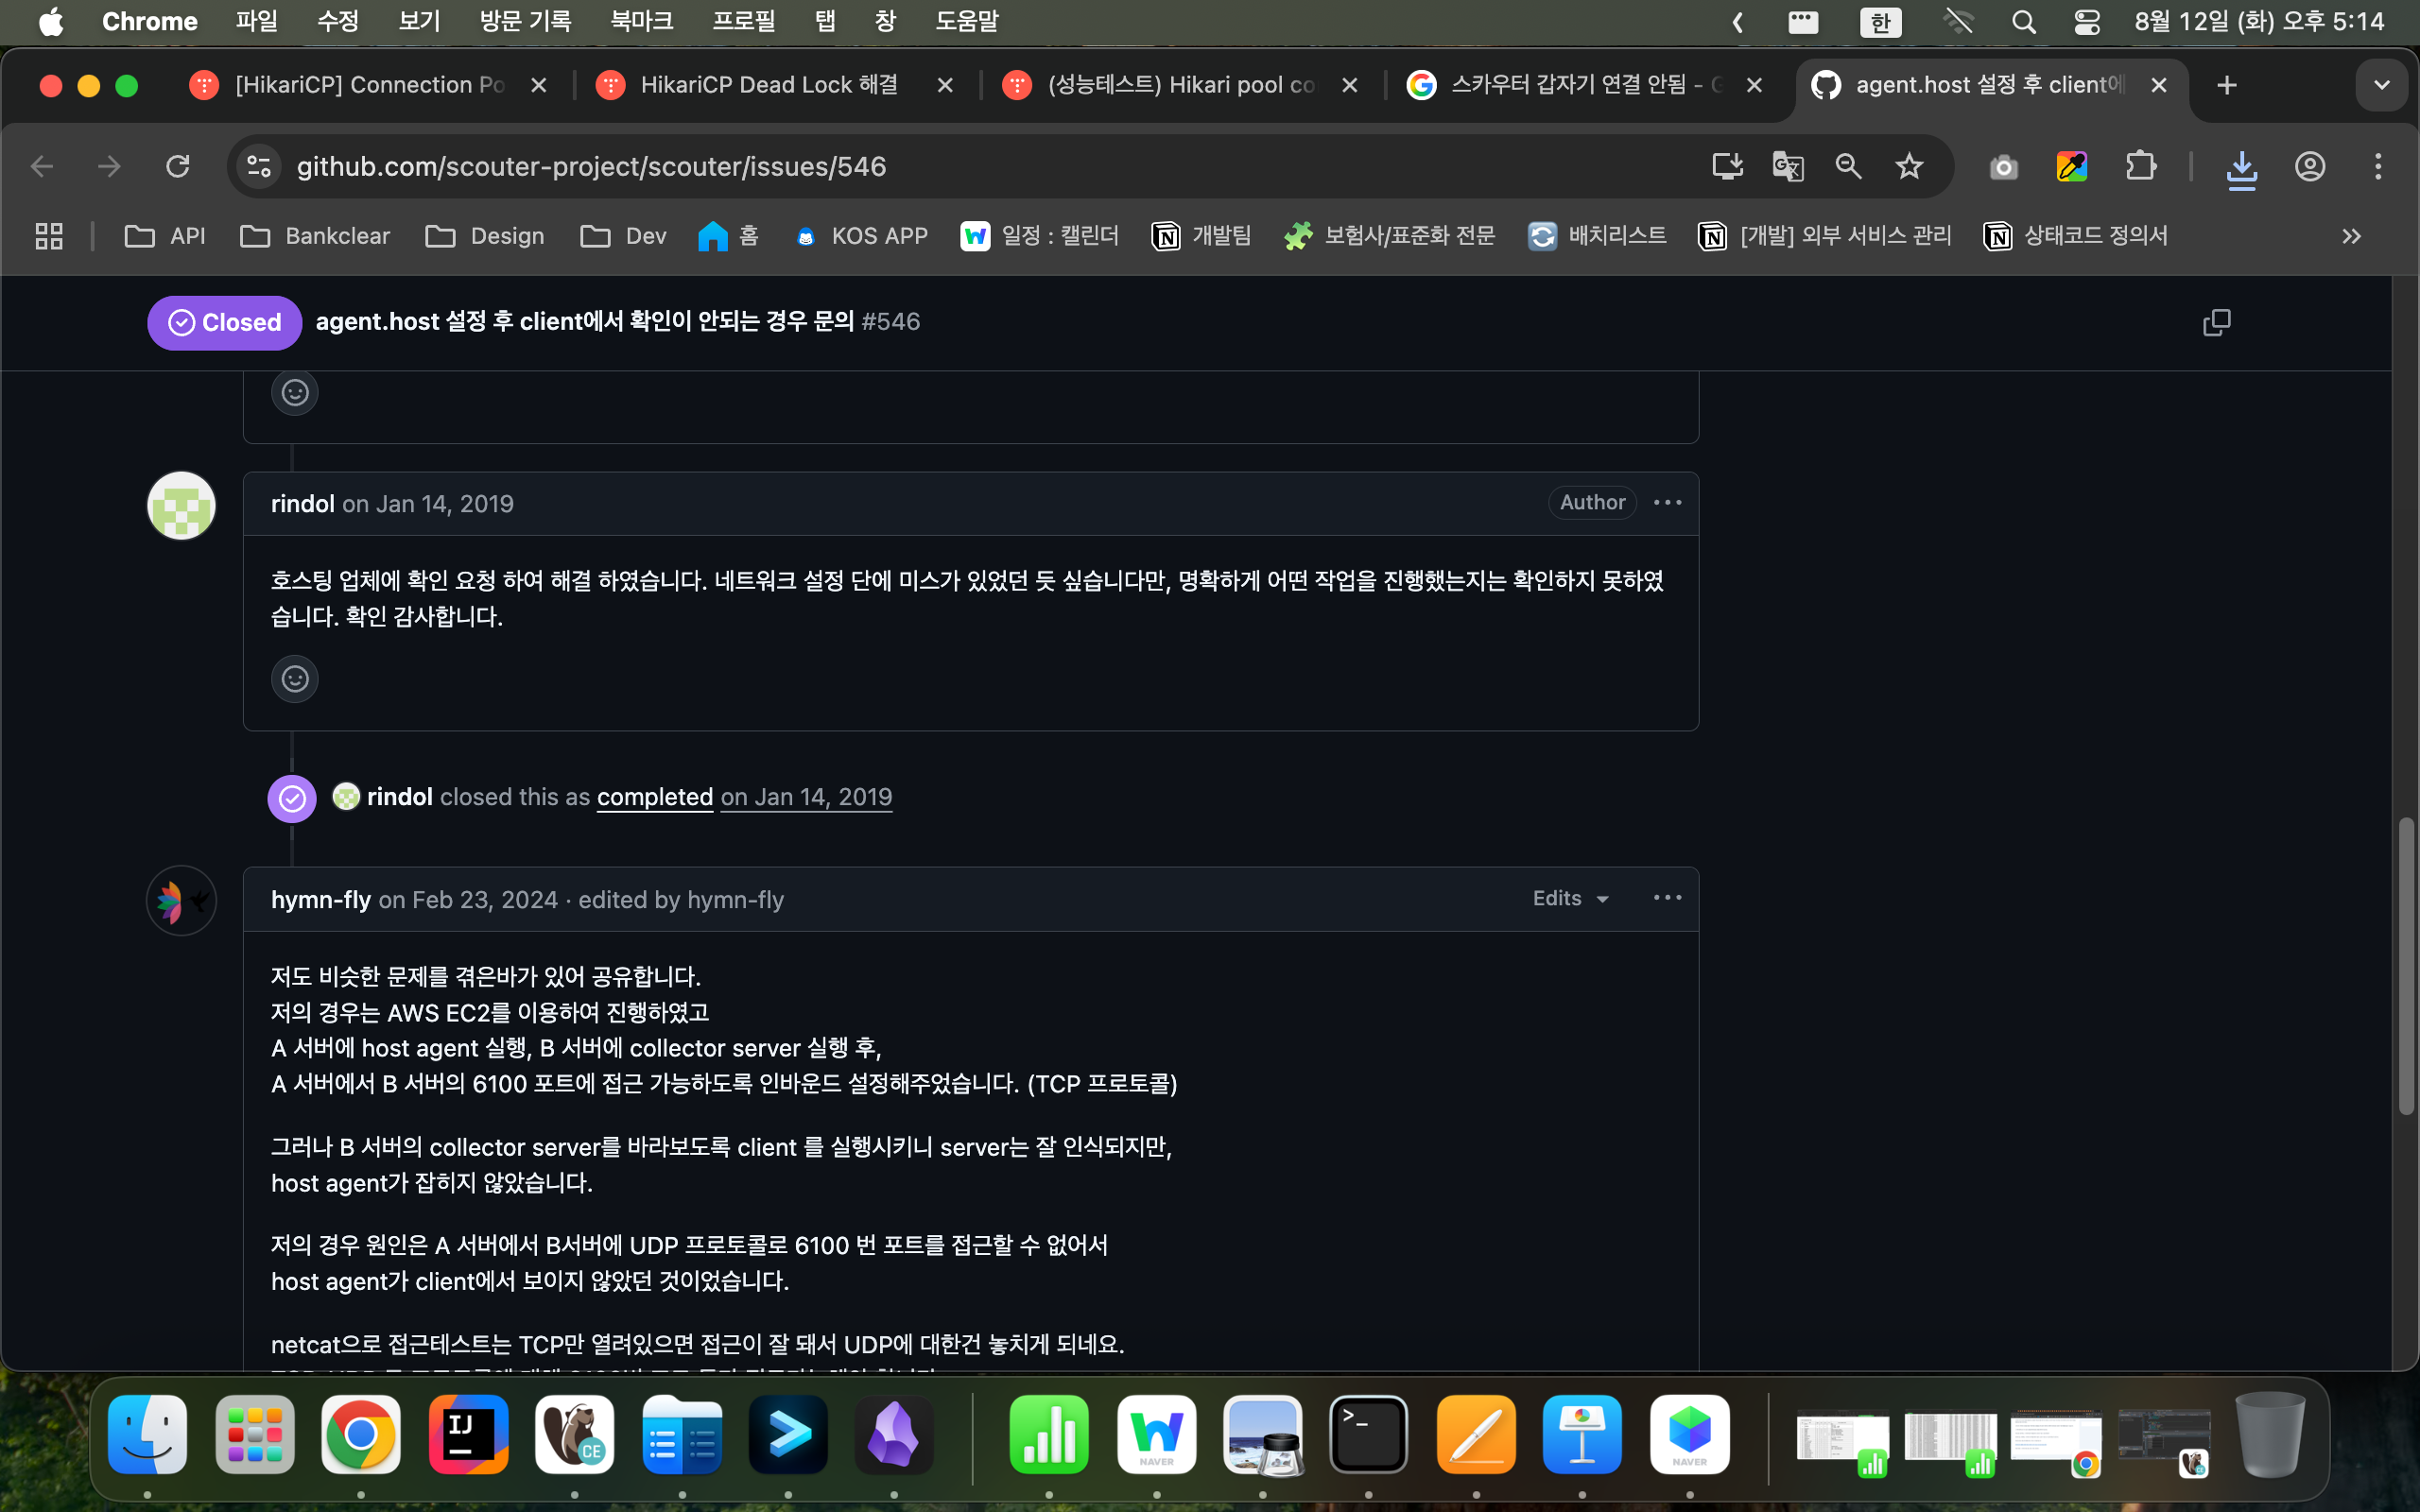 Chrome 파일 수정 보기 방문 기록 북마크 프로필 탭 창 도움말 한 8월 12일 (화) 오후 5:14
[HikariCP] Connection Po HikariCP Dead Lock 해결 (성능테스트) Hikari pool co 스카우터 갑자기 연결 안됨 - G agent.host 설정 후 client에
github.com/scouter-project/scouter/issues/546
API Bankclear Design Dev 홈 KOS APP 일정 : 캘린더 개발팀 보험사/표준화 전문 배치리스트 [개발] 외부 서비스 관리 상태코드 정의서
Closed agent.host 설정 후 client에서 확인이 안되는 경우 문의 #546
rindol on Jan 14, 2019 Author
호스팅 업체에 확인 요청 하여 해결 하였습니다. 네트워크 설정 단에 미스가 있었던 듯 싶습니다만, 명확하게 어떤 작업을 진행했는지는 확인하지 못하였
습니다. 확인 감사합니다.
rindol closed this as completed on Jan 14, 2019
hymn-fly on Feb 23, 2024 · edited by hymn-fly Edits
저도 비슷한 문제를 겪은바가 있어 공유합니다.
저의 경우는 AWS EC2를 이용하여 진행하였고
A 서버에 host agent 실행, B 서버에 collector server 실행 후,
A 서버에서 B 서버의 6100 포트에 접근 가능하도록 인바운드 설정해주었습니다. (TCP 프로토콜)
그러나 B 서버의 collector server를 바라보도록 client 를 실행시키니 server는 잘 인식되지만,
host agent가 잡히지 않았습니다.
저의 경우 원인은 A 서버에서 B서버에 UDP 프로토콜로 6100 번 포트를 접근할 수 없어서
host agent가 client에서 보이지 않았던 것이었습니다.
netcat으로 접근테스트는 TCP만 열려있으면 접근이 잘 돼서 UDP에 대한건 놓치게 되네요.
IJ CE NAVER NAVER